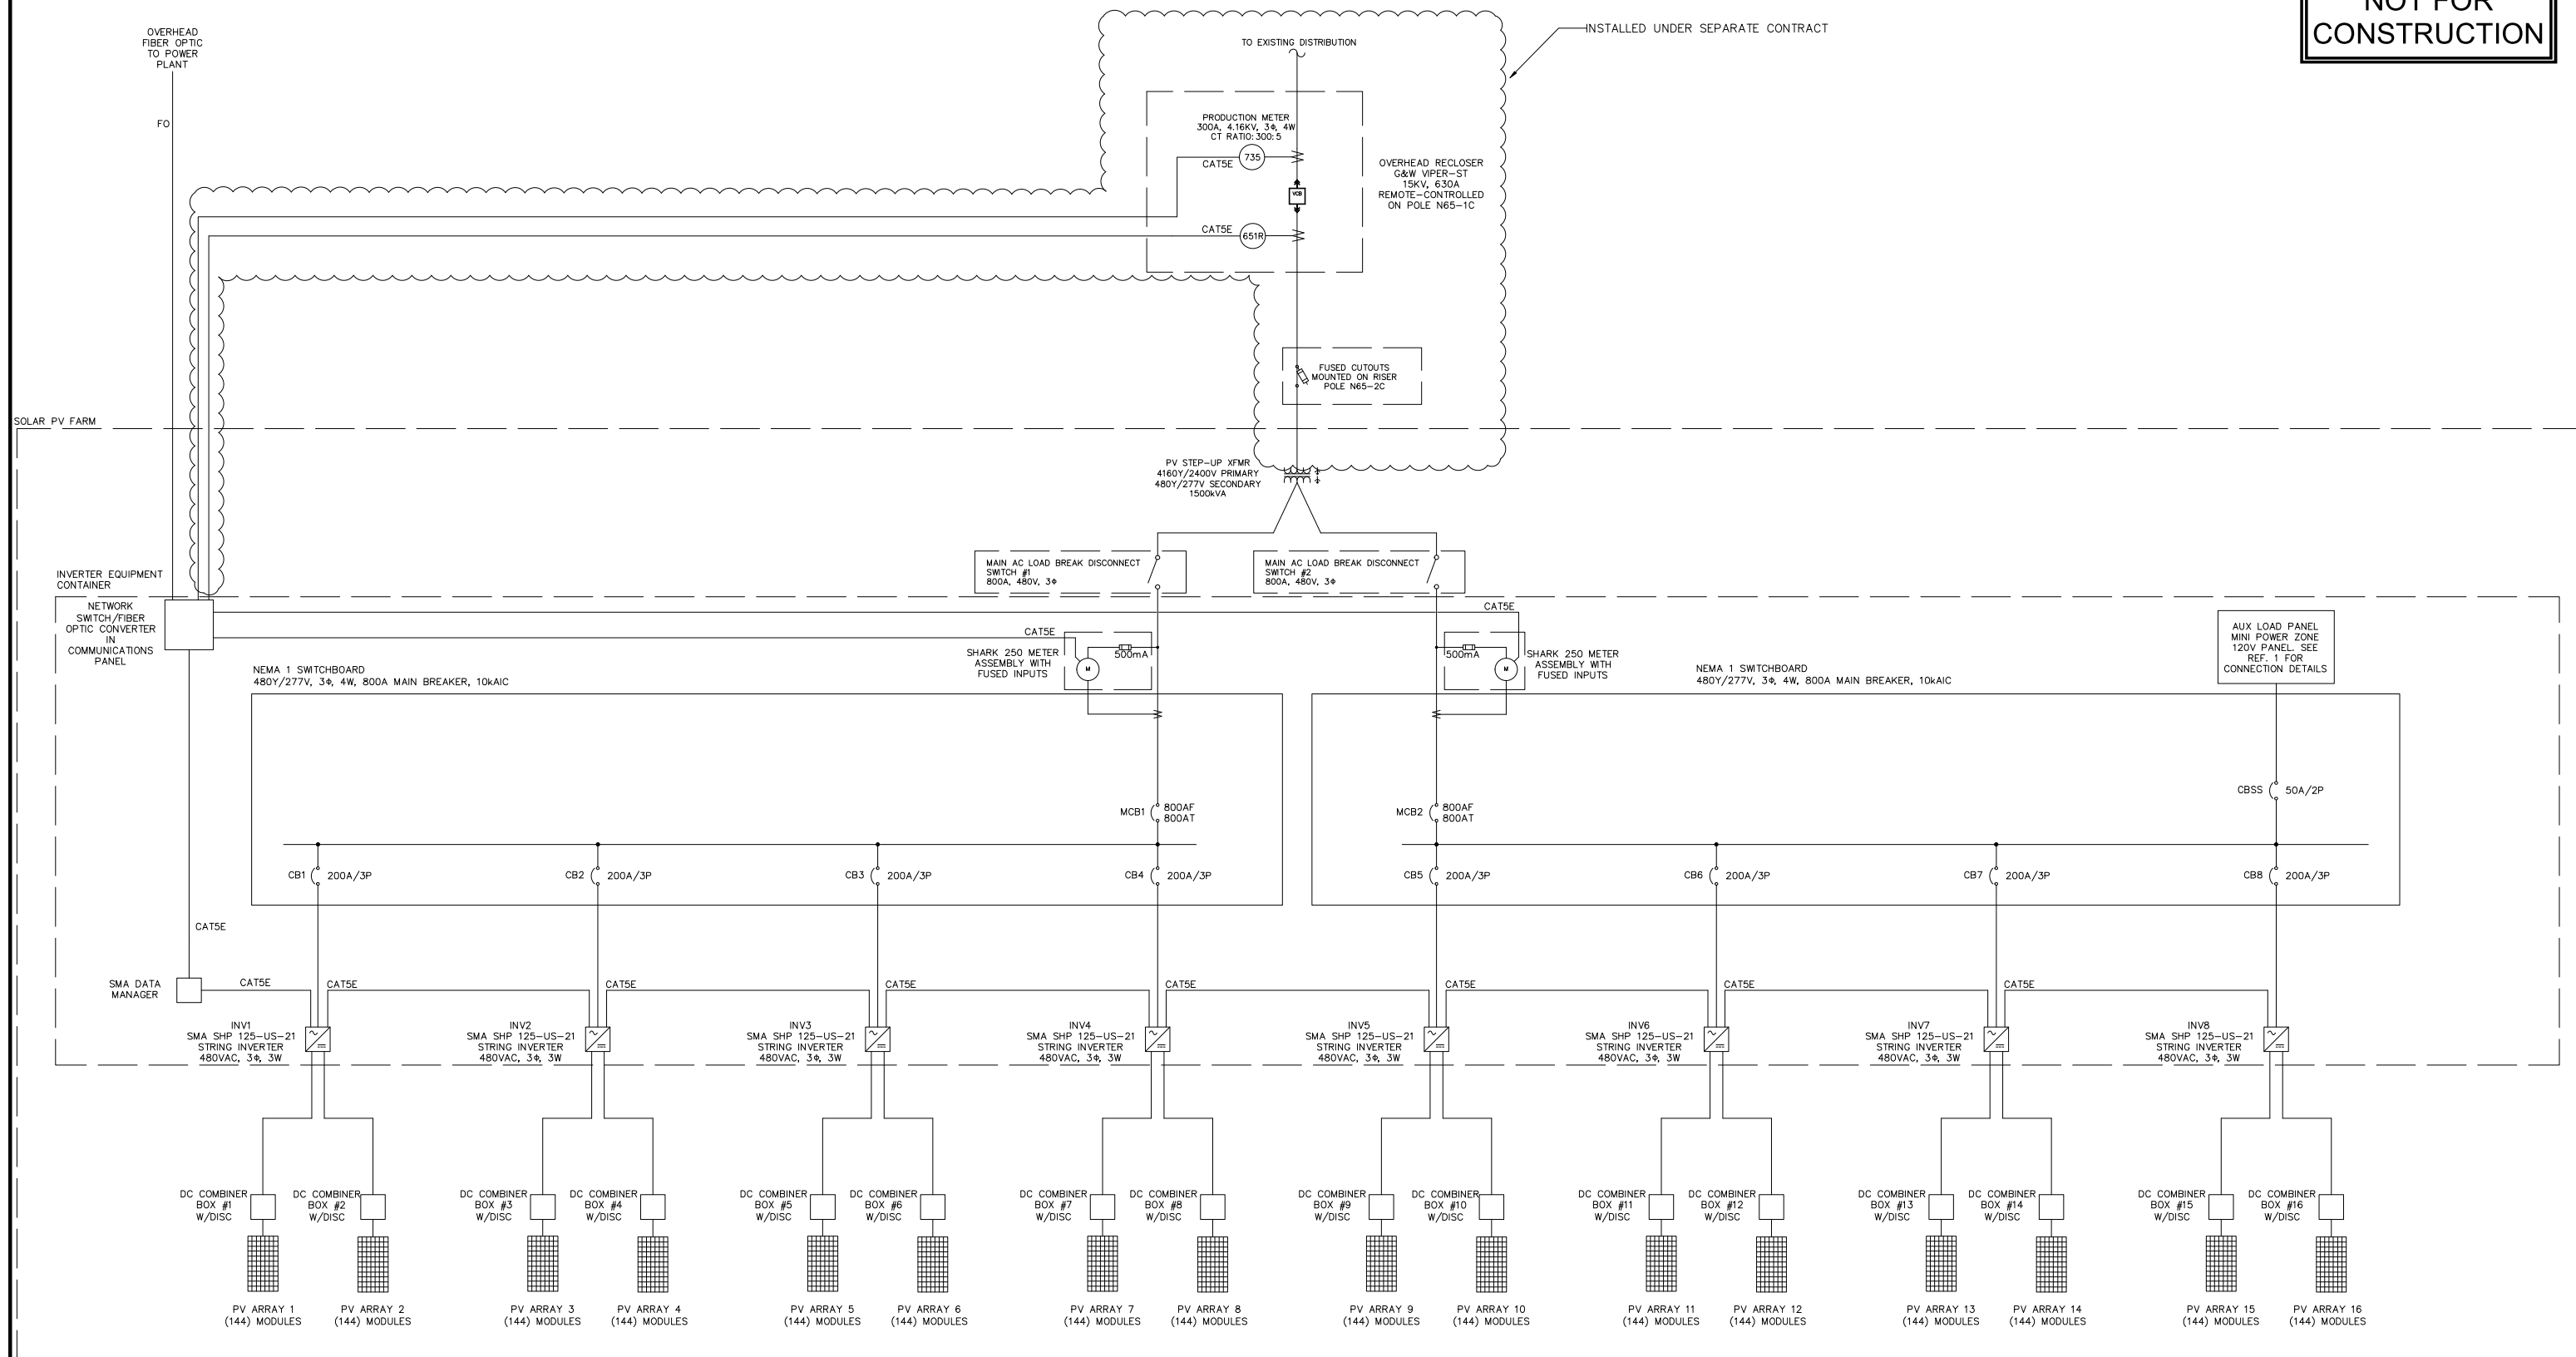 NOT FOR
CONSTRUCTION
OVERHEAD
FIBER OPTIC
TO POWER
PLANT
FO
TO EXISTING DISTRIBUTION
INSTALLED UNDER SEPARATE CONTRACT
PRODUCTION METER
300A, 4.16KV, 3Φ, 4W
CT RATIO: 300:5
735
CAT5E
VCB
OVERHEAD RECLOSER
G&W VIPER-ST
15KV, 630A
REMOTE-CONTROLLED
ON POLE N65-1C
CAT5E
651R
FUSED CUTOUTS
MOUNTED ON RISER
POLE N65-2C
SOLAR PV FARM
PV STEP-UP XFMR
4160Y/2400V PRIMARY
480Y/277V SECONDARY
1500kVA
MAIN AC LOAD BREAK DISCONNECT
SWITCH #1
800A, 480V, 3Φ
MAIN AC LOAD BREAK DISCONNECT
SWITCH #2
800A, 480V, 3Φ
INVERTER EQUIPMENT
CONTAINER
NETWORK
SWITCH/FIBER
OPTIC CONVERTER
IN
COMMUNICATIONS
PANEL
CAT5E
CAT5E
SHARK 250 METER
ASSEMBLY WITH
FUSED INPUTS
M
500mA
500mA
M
SHARK 250 METER
ASSEMBLY WITH
FUSED INPUTS
AUX LOAD PANEL
MINI POWER ZONE
120V PANEL. SEE
REF. 1 FOR
CONNECTION DETAILS
NEMA 1 SWITCHBOARD
480Y/277V, 3Φ, 4W, 800A MAIN BREAKER, 10kAIC
NEMA 1 SWITCHBOARD
480Y/277V, 3Φ, 4W, 800A MAIN BREAKER, 10kAIC
MCB1
800AF
800AT
MCB2
800AF
800AT
CBSS
50A/2P
CB1 200A/3P
CB2 200A/3P
CB3 200A/3P
CB4 200A/3P
CB5 200A/3P
CB6 200A/3P
CB7 200A/3P
CB8 200A/3P
CAT5E
SMA DATA
MANAGER
CAT5E
CAT5E
CAT5E
CAT5E
CAT5E
CAT5E
CAT5E
CAT5E
INV1
SMA SHP 125-US-21
STRING INVERTER
480VAC, 3Φ, 3W
INV2
SMA SHP 125-US-21
STRING INVERTER
480VAC, 3Φ, 3W
INV3
SMA SHP 125-US-21
STRING INVERTER
480VAC, 3Φ, 3W
INV4
SMA SHP 125-US-21
STRING INVERTER
480VAC, 3Φ, 3W
INV5
SMA SHP 125-US-21
STRING INVERTER
480VAC, 3Φ, 3W
INV6
SMA SHP 125-US-21
STRING INVERTER
480VAC, 3Φ, 3W
INV7
SMA SHP 125-US-21
STRING INVERTER
480VAC, 3Φ, 3W
INV8
SMA SHP 125-US-21
STRING INVERTER
480VAC, 3Φ, 3W
DC COMBINER
BOX #1
W/DISC
DC COMBINER
BOX #2
W/DISC
DC COMBINER
BOX #3
W/DISC
DC COMBINER
BOX #4
W/DISC
DC COMBINER
BOX #5
W/DISC
DC COMBINER
BOX #6
W/DISC
DC COMBINER
BOX #7
W/DISC
DC COMBINER
BOX #8
W/DISC
DC COMBINER
BOX #9
W/DISC
DC COMBINER
BOX #10
W/DISC
DC COMBINER
BOX #11
W/DISC
DC COMBINER
BOX #12
W/DISC
DC COMBINER
BOX #13
W/DISC
DC COMBINER
BOX #14
W/DISC
DC COMBINER
BOX #15
W/DISC
DC COMBINER
BOX #16
W/DISC
PV ARRAY 1
(144) MODULES
PV ARRAY 2
(144) MODULES
PV ARRAY 3
(144) MODULES
PV ARRAY 4
(144) MODULES
PV ARRAY 5
(144) MODULES
PV ARRAY 6
(144) MODULES
PV ARRAY 7
(144) MODULES
PV ARRAY 8
(144) MODULES
PV ARRAY 9
(144) MODULES
PV ARRAY 10
(144) MODULES
PV ARRAY 11
(144) MODULES
PV ARRAY 12
(144) MODULES
PV ARRAY 13
(144) MODULES
PV ARRAY 14
(144) MODULES
PV ARRAY 15
(144) MODULES
PV ARRAY 16
(144) MODULES